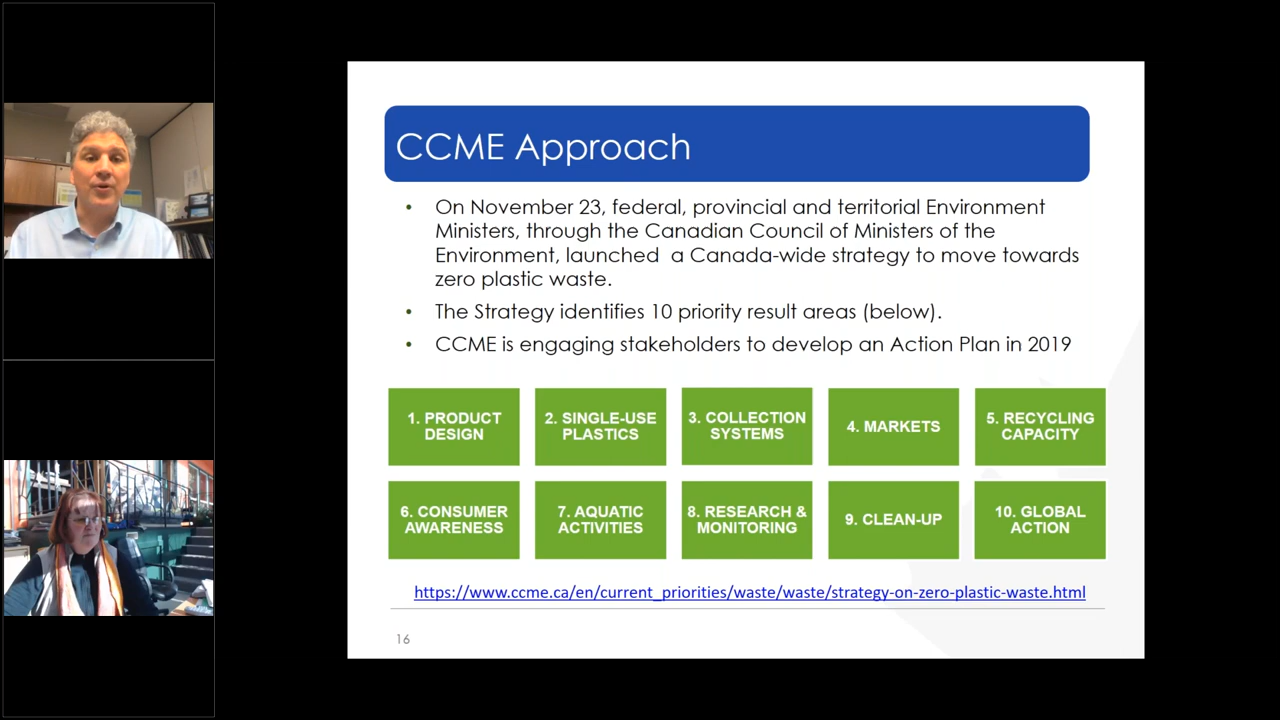 CCME Approach
• On November 23, federal, provincial and territorial Environment
Ministers, through the Canadian Council of Ministers of the
Environment, launched a Canada-wide strategy to move towards
zero plastic waste.
• The Strategy identifies 10 priority result areas (below).
• CCME is engaging stakeholders to develop an Action Plan in 2019
1. PRODUCT
DESIGN
2. SINGLE-USE
PLASTICS
3. COLLECTION
SYSTEMS
4. MARKETS
5. RECYCLING
CAPACITY
6. CONSUMER
AWARENESS
7. AQUATIC
ACTIVITIES
8. RESEARCH &
MONITORING
9. CLEAN-UP
10. GLOBAL
ACTION
https://www.ccme.ca/en/current_priorities/waste/waste/strategy-on-zero-plastic-waste.html
16